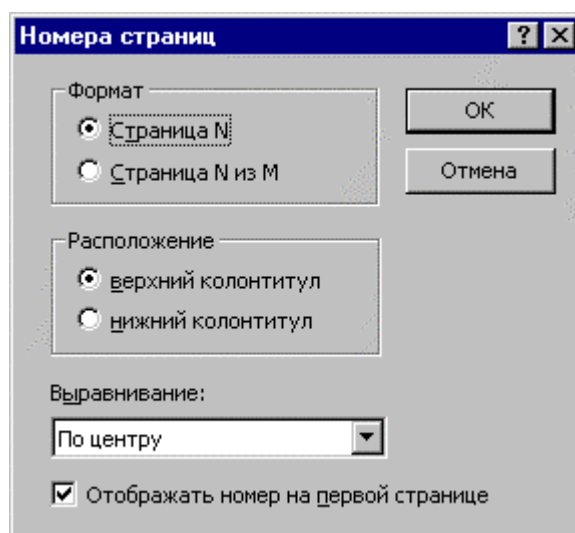 Номера страниц
Формат
Страница N
Страница N из M
OK
Отмена
Расположение
верхний колонтитул
нижний колонтитул
Выравнивание:
По центру
Отображать номер на первой странице